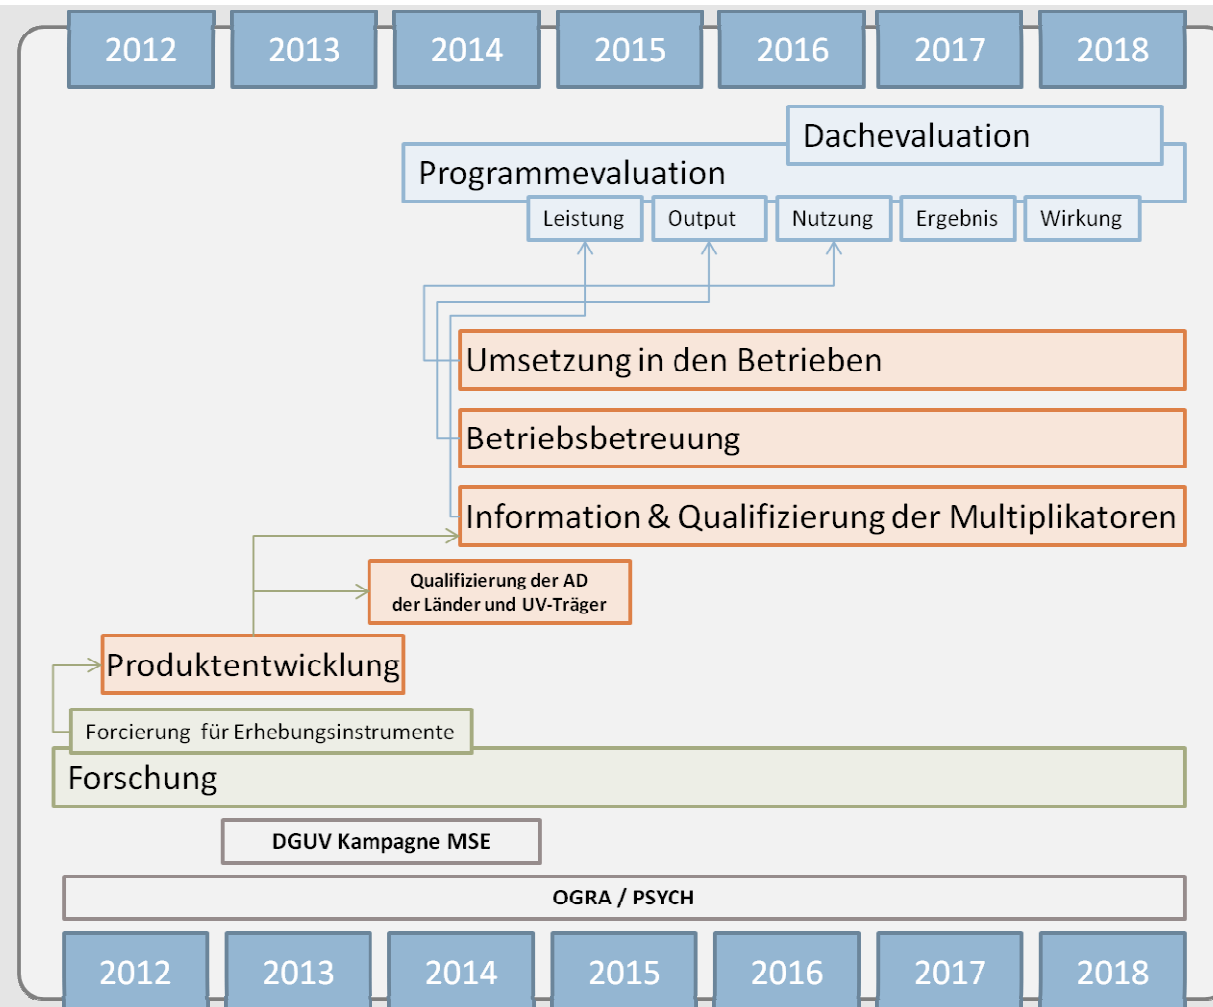 2012 2013 2014 2015 2016 2017 2018
Dachevaluation
Programmevaluation
Leistung Output Nutzung Ergebnis Wirkung
Umsetzung in den Betrieben
Betriebsbetreuung
Information & Qualifizierung der Multiplikatoren
Qualifizierung der AD
der Länder und UV-Träger
Produktentwicklung
Forcierung für Erhebungsinstrumente
Forschung
DGUV Kampagne MSE
OGRA / PSYCH
2012 2013 2014 2015 2016 2017 2018